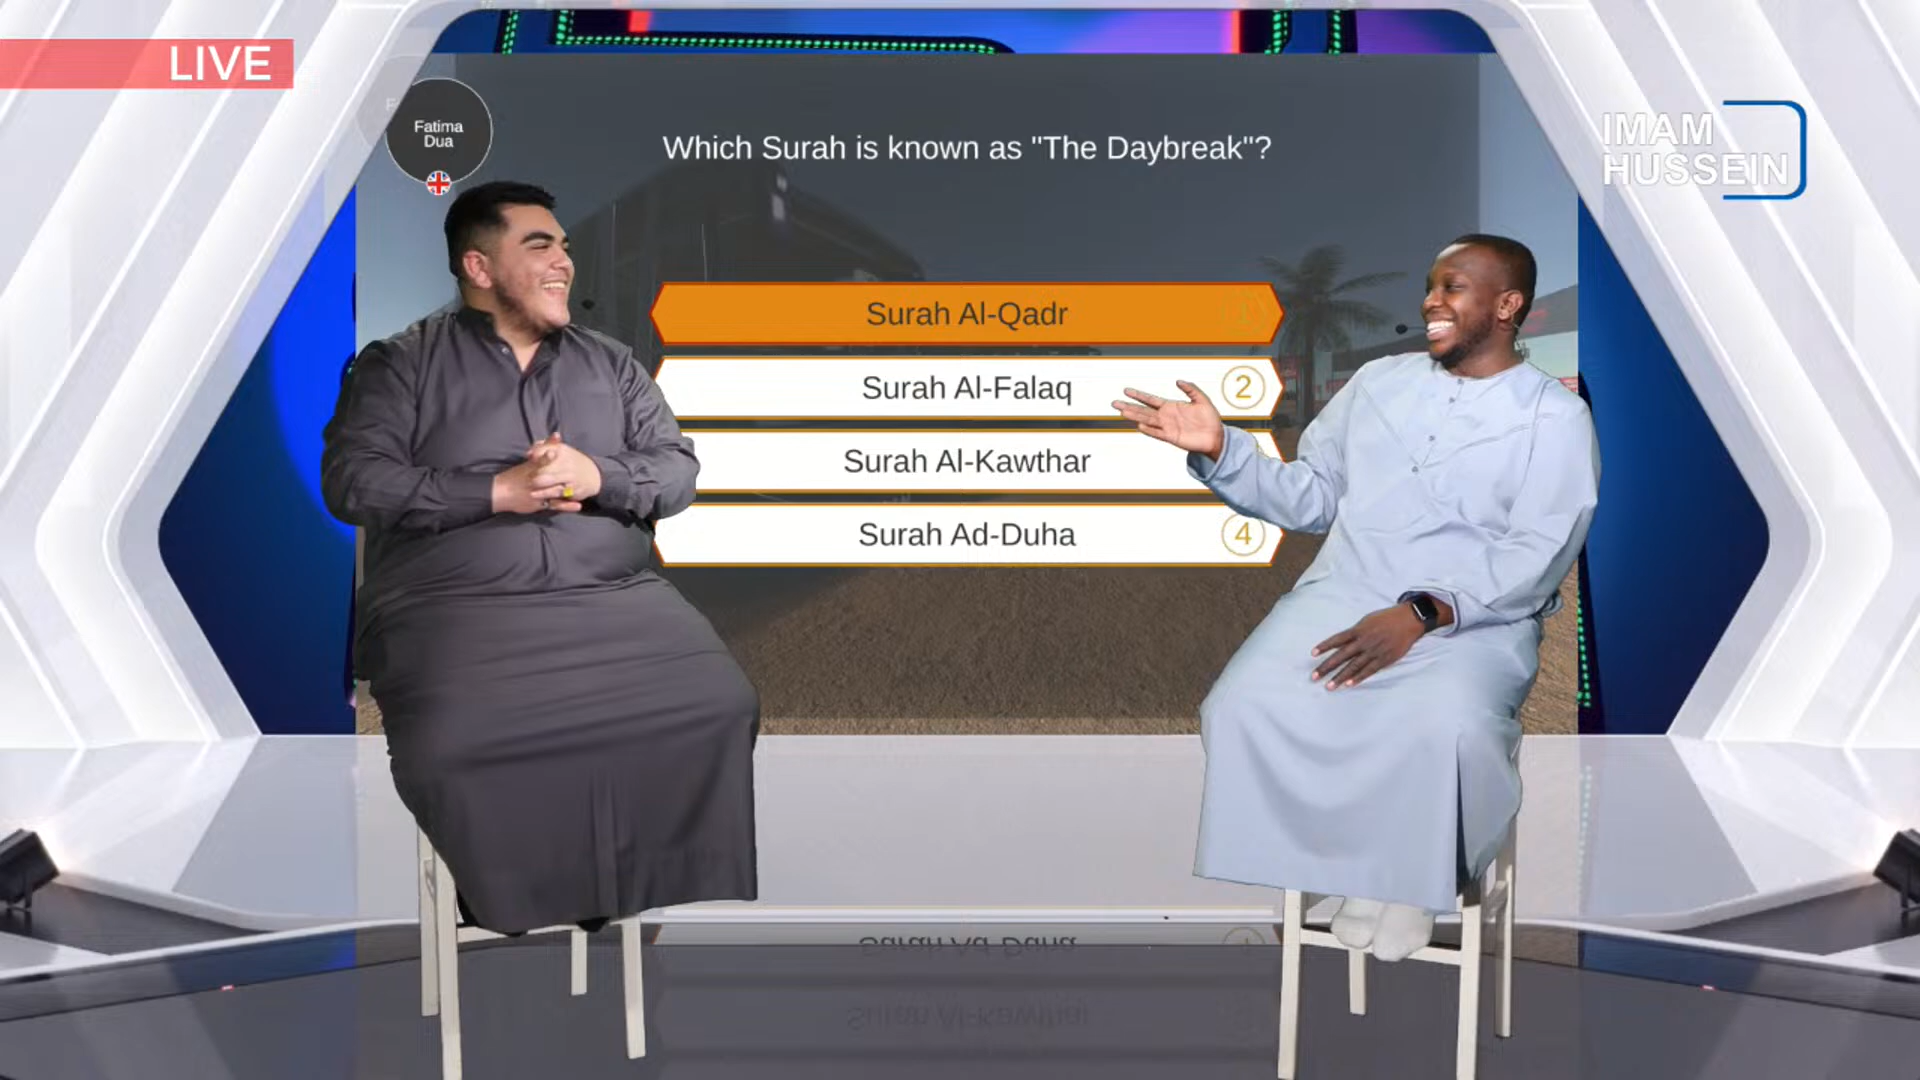 LIVE
Fatima
Dua
Which Surah is known as "The Daybreak"?
IMAM
HUSSEIN
Surah Al-Qadr
Surah Al-Falaq 2
Surah Al-Kawthar
Surah Ad-Duha 4